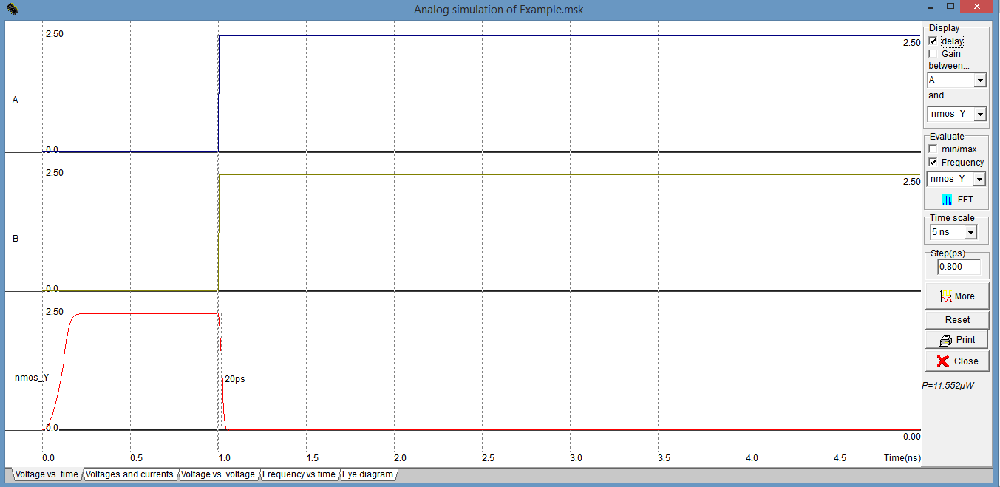 Analog simulation of Example.msk
2.50
2.50
A
0.0
2.50
2.50
B
0.0
2.50
nmos_Y
20ps
0.0
0.00
0.0 0.5 1.0 1.5 2.0 2.5 3.0 3.5 4.0 4.5 Time(ns)
Voltage vs. time Voltages and currents Voltage vs. voltage Frequency vs.time Eye diagram
Display
delay
Gain
between...
A
and...
nmos_Y
Evaluate
min/max
Frequency
nmos_Y
FFT
Time scale
5 ns
Step(ps)
0.800
More
Reset
Print
Close
P=11.552µW